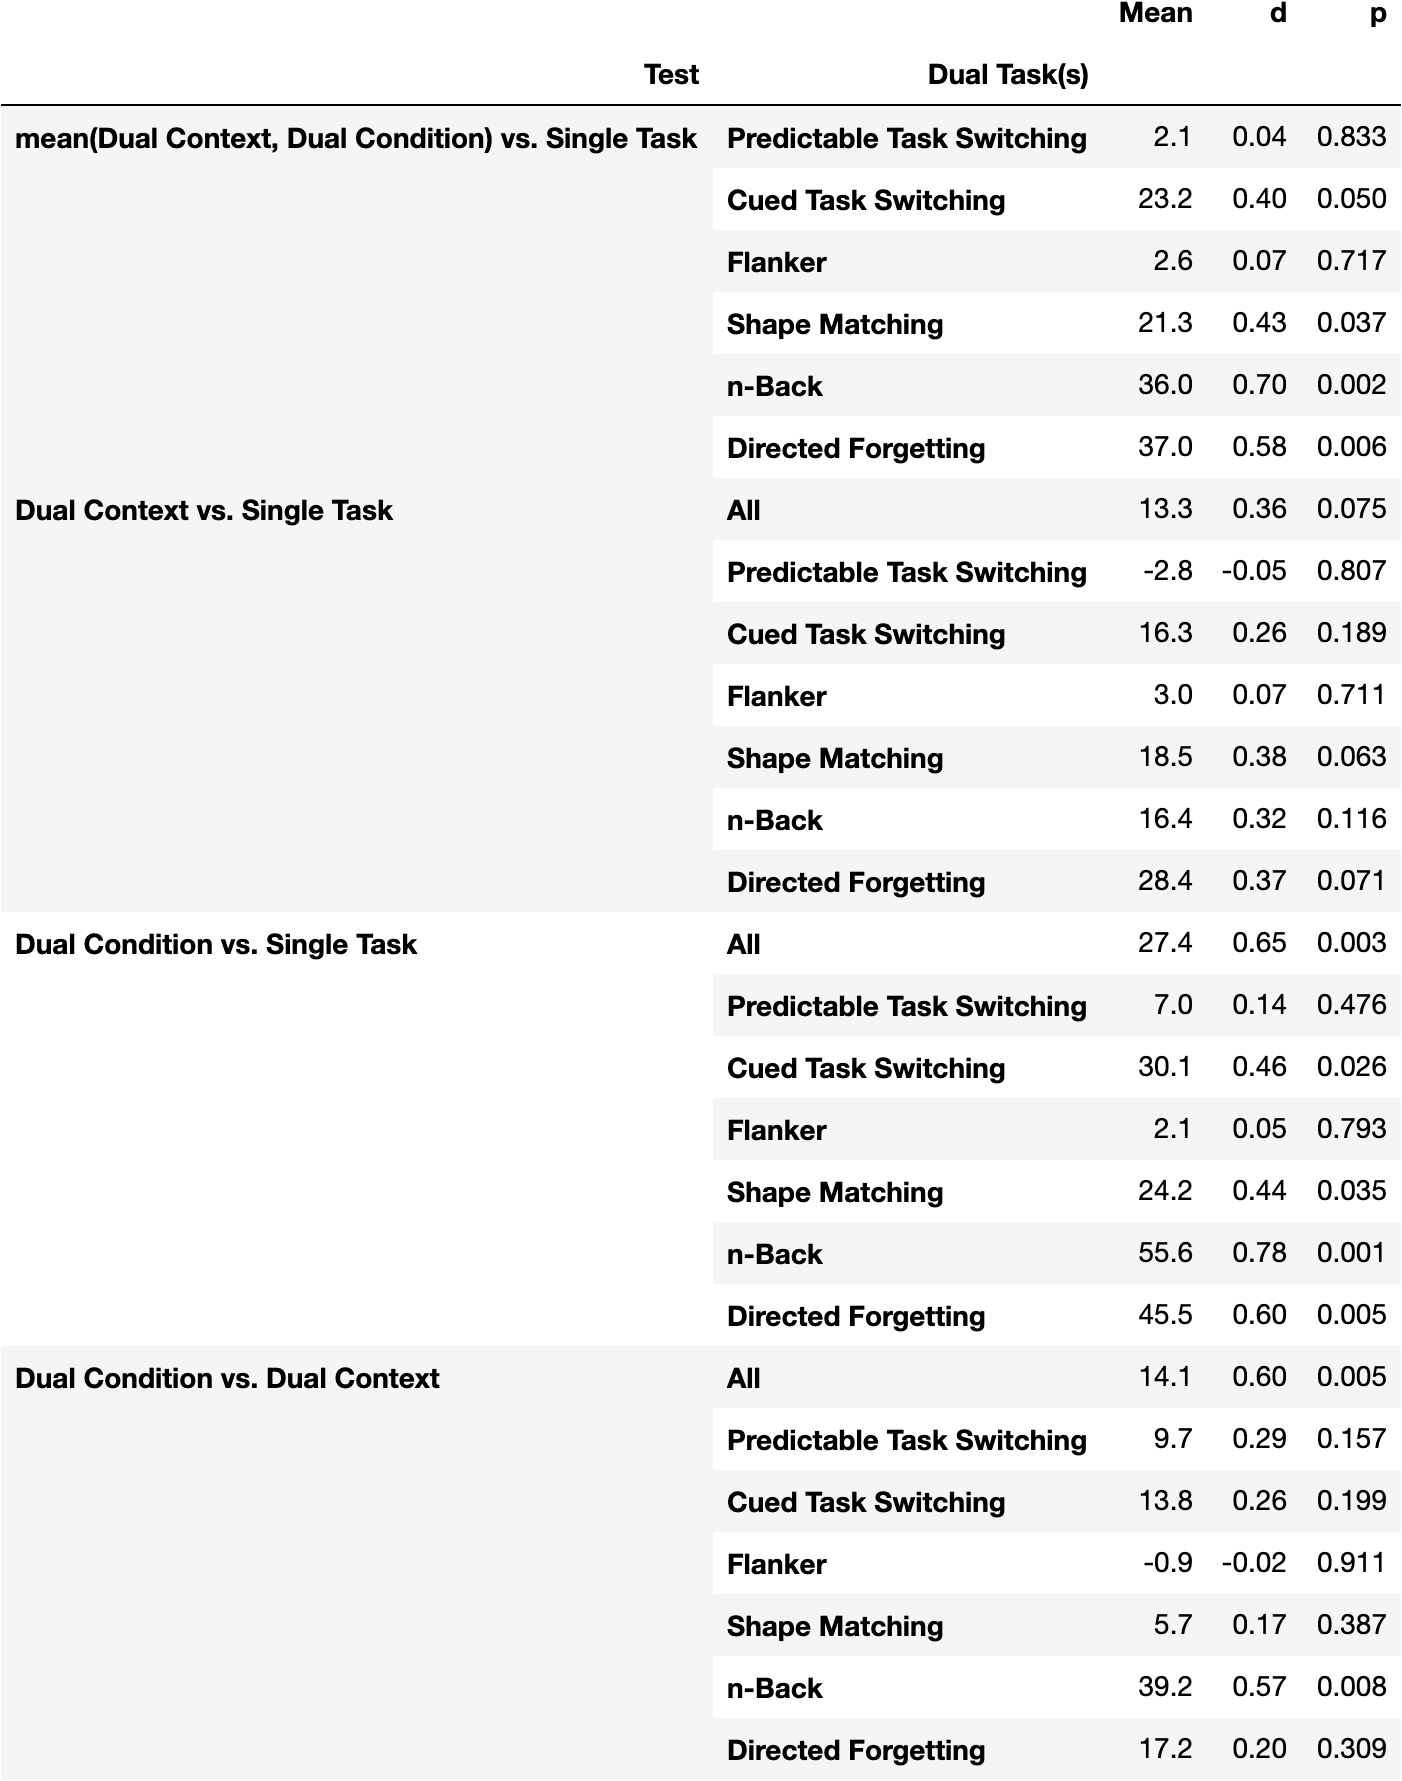 Mean d p
Test Dual Task(s)
mean(Dual Context, Dual Condition) vs. Single Task Predictable Task Switching 2.1 0.04 0.833
Cued Task Switching 23.2 0.40 0.050
Flanker 2.6 0.07 0.717
Shape Matching 21.3 0.43 0.037
n-Back 36.0 0.70 0.002
Directed Forgetting 37.0 0.58 0.006
Dual Context vs. Single Task All 13.3 0.36 0.075
Predictable Task Switching -2.8 -0.05 0.807
Cued Task Switching 16.3 0.26 0.189
Flanker 3.0 0.07 0.711
Shape Matching 18.5 0.38 0.063
n-Back 16.4 0.32 0.116
Directed Forgetting 28.4 0.37 0.071
Dual Condition vs. Single Task All 27.4 0.65 0.003
Predictable Task Switching 7.0 0.14 0.476
Cued Task Switching 30.1 0.46 0.026
Flanker 2.1 0.05 0.793
Shape Matching 24.2 0.44 0.035
n-Back 55.6 0.78 0.001
Directed Forgetting 45.5 0.60 0.005
Dual Condition vs. Dual Context All 14.1 0.60 0.005
Predictable Task Switching 9.7 0.29 0.157
Cued Task Switching 13.8 0.26 0.199
Flanker -0.9 -0.02 0.911
Shape Matching 5.7 0.17 0.387
n-Back 39.2 0.57 0.008
Directed Forgetting 17.2 0.20 0.309